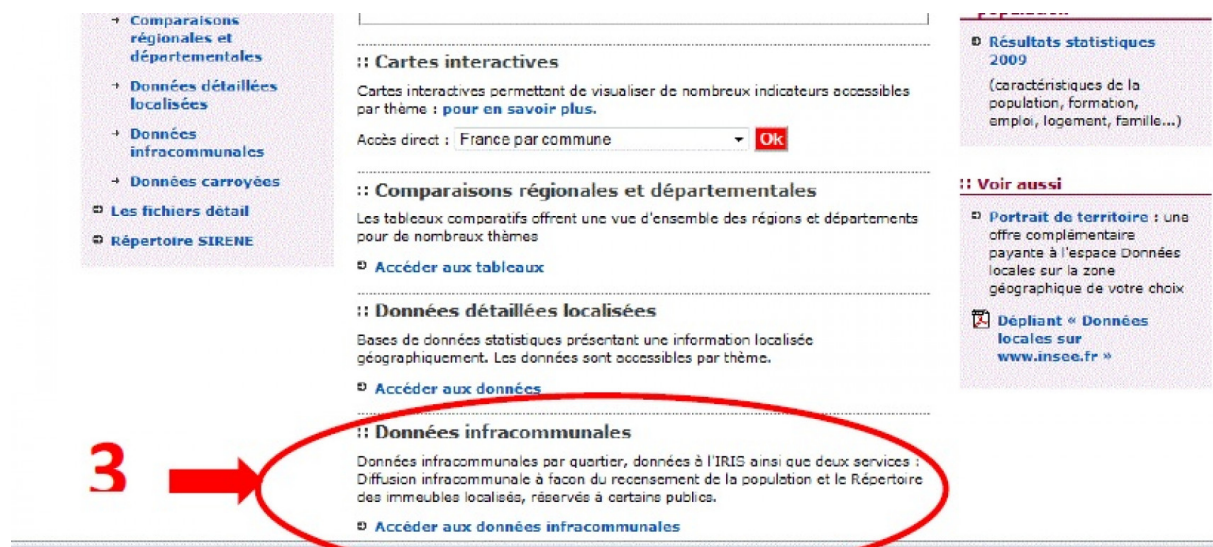 → Comparaisons
régionales et
départementales
→ Données détaillées
localisées
→ Données
infracommunales
→ Données carroyées
Les fichiers détail
Répertoire SIRENE
:: Cartes interactives
Cartes interactives permettant de visualiser de nombreux indicateurs accessibles
par thème : pour en savoir plus.
Accès direct : France par commune Ok
:: Comparaisons régionales et départementales
Les tableaux comparatifs offrent une vue d'ensemble des régions et départements
pour de nombreux thèmes
Accéder aux tableaux
:: Données détaillées localisées
Bases de données statistiques présentant une information localisée
géographiquement. Les données sont accessibles par thème.
Accéder aux données
3
:: Données infracommunales
Données infracommunales par quartier, données à l'IRIS ainsi que deux services :
Diffusion infracommunale à façon du recensement de la population et le Répertoire
des immeubles localisés, réservés à certains publics.
Accéder aux données infracommunales
population
Résultats statistiques
2009
(caractéristiques de la
population, formation,
emploi, logement, famille...)
:: Voir aussi
Portrait de territoire : une
offre complémentaire
payante à l'espace Données
locales sur la zone
géographique de votre choix
Dépliant « Données
locales sur
www.insee.fr »